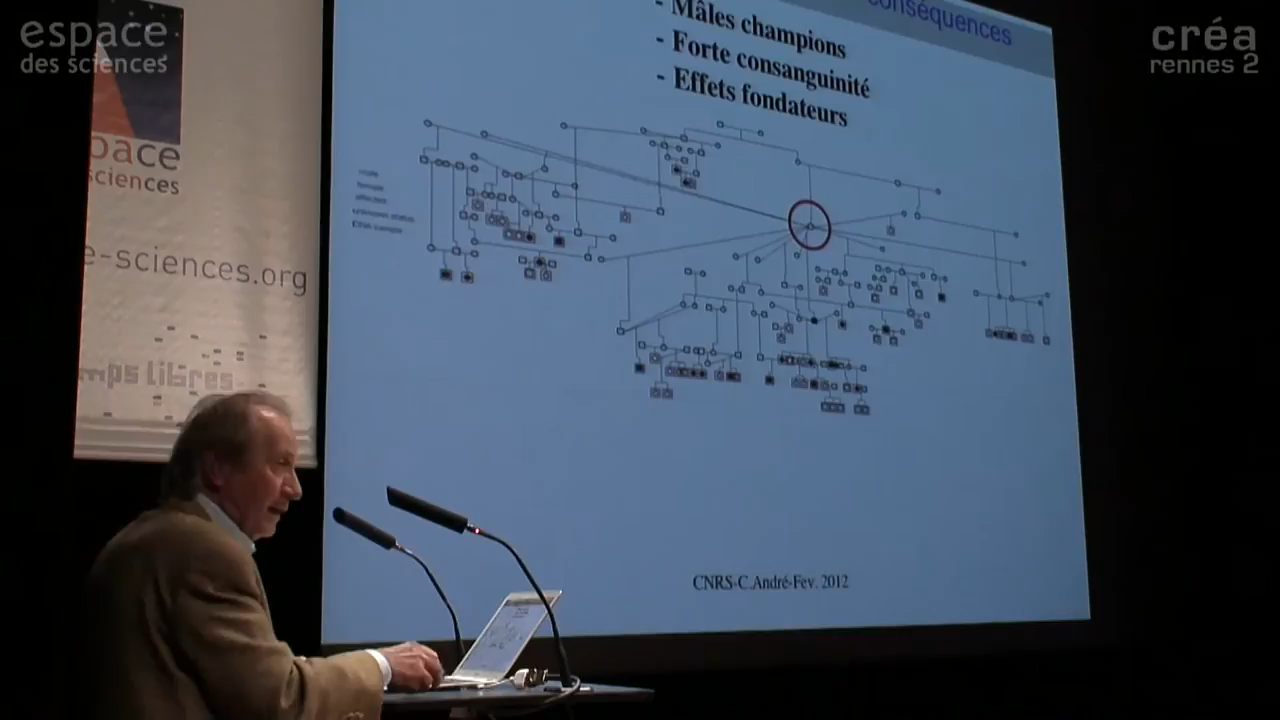 espace
des sciences
créa
rennes 2
pace
sciences
e-sciences.org
mps libres
conséquences
- Mâles champions
- Forte consanguinité
- Effets fondateurs
CNRS-C.André-Fev. 2012